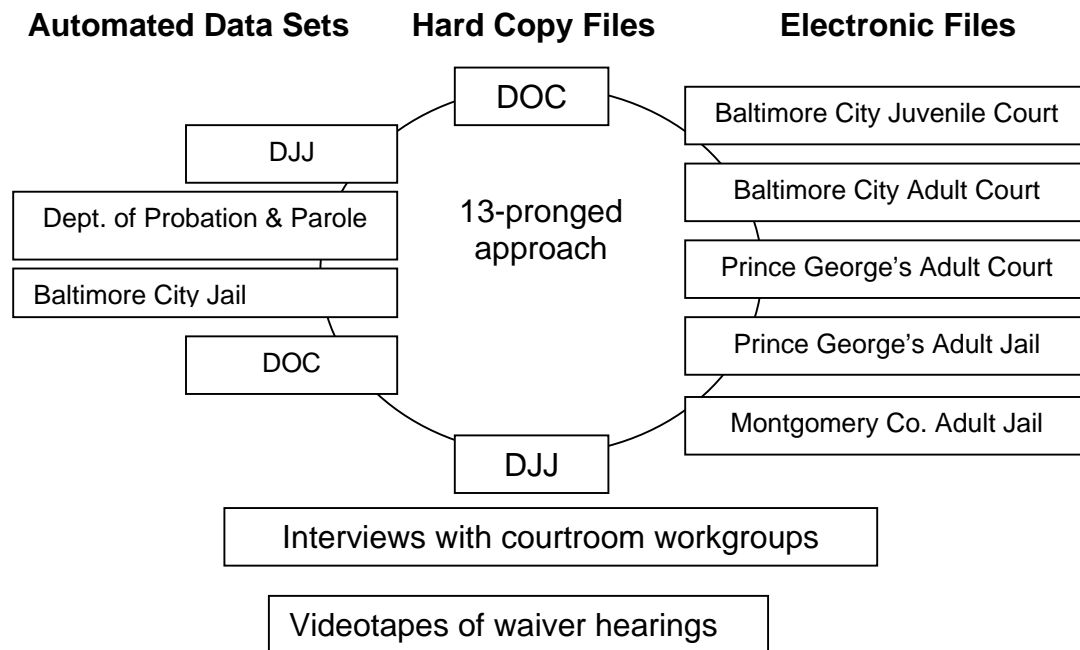 Automated Data Sets
Hard Copy Files
Electronic Files
DOC
Baltimore City Juvenile Court
DJJ
Baltimore City Adult Court
Dept. of Probation & Parole
13-pronged
approach
Prince George's Adult Court
Baltimore City Jail
Prince George's Adult Jail
DOC
Montgomery Co. Adult Jail
DJJ
Interviews with courtroom workgroups
Videotapes of waiver hearings